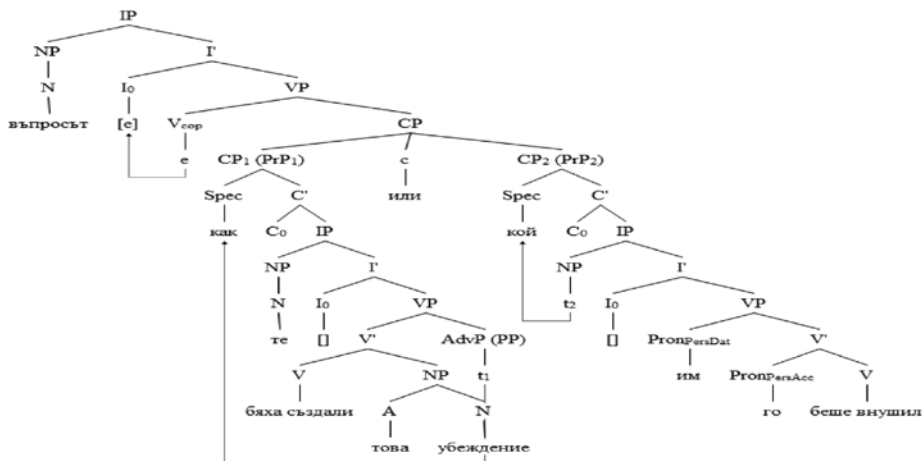 IP
NP I'
N I₀ VP
въпросът [e] Vcop CP
е CP₁ (PrP₁) c CP₂ (PrP₂)
Spec C' или Spec C'
как C₀ IP кой C₀ IP
NP I' NP I'
N I₀ VP t₂ I₀ VP
те [] V' AdvP (PP) [] PronPersDat V'
V NP t₁ им PronPersAcc V
бяха създали A N го беше внушил
това убеждение